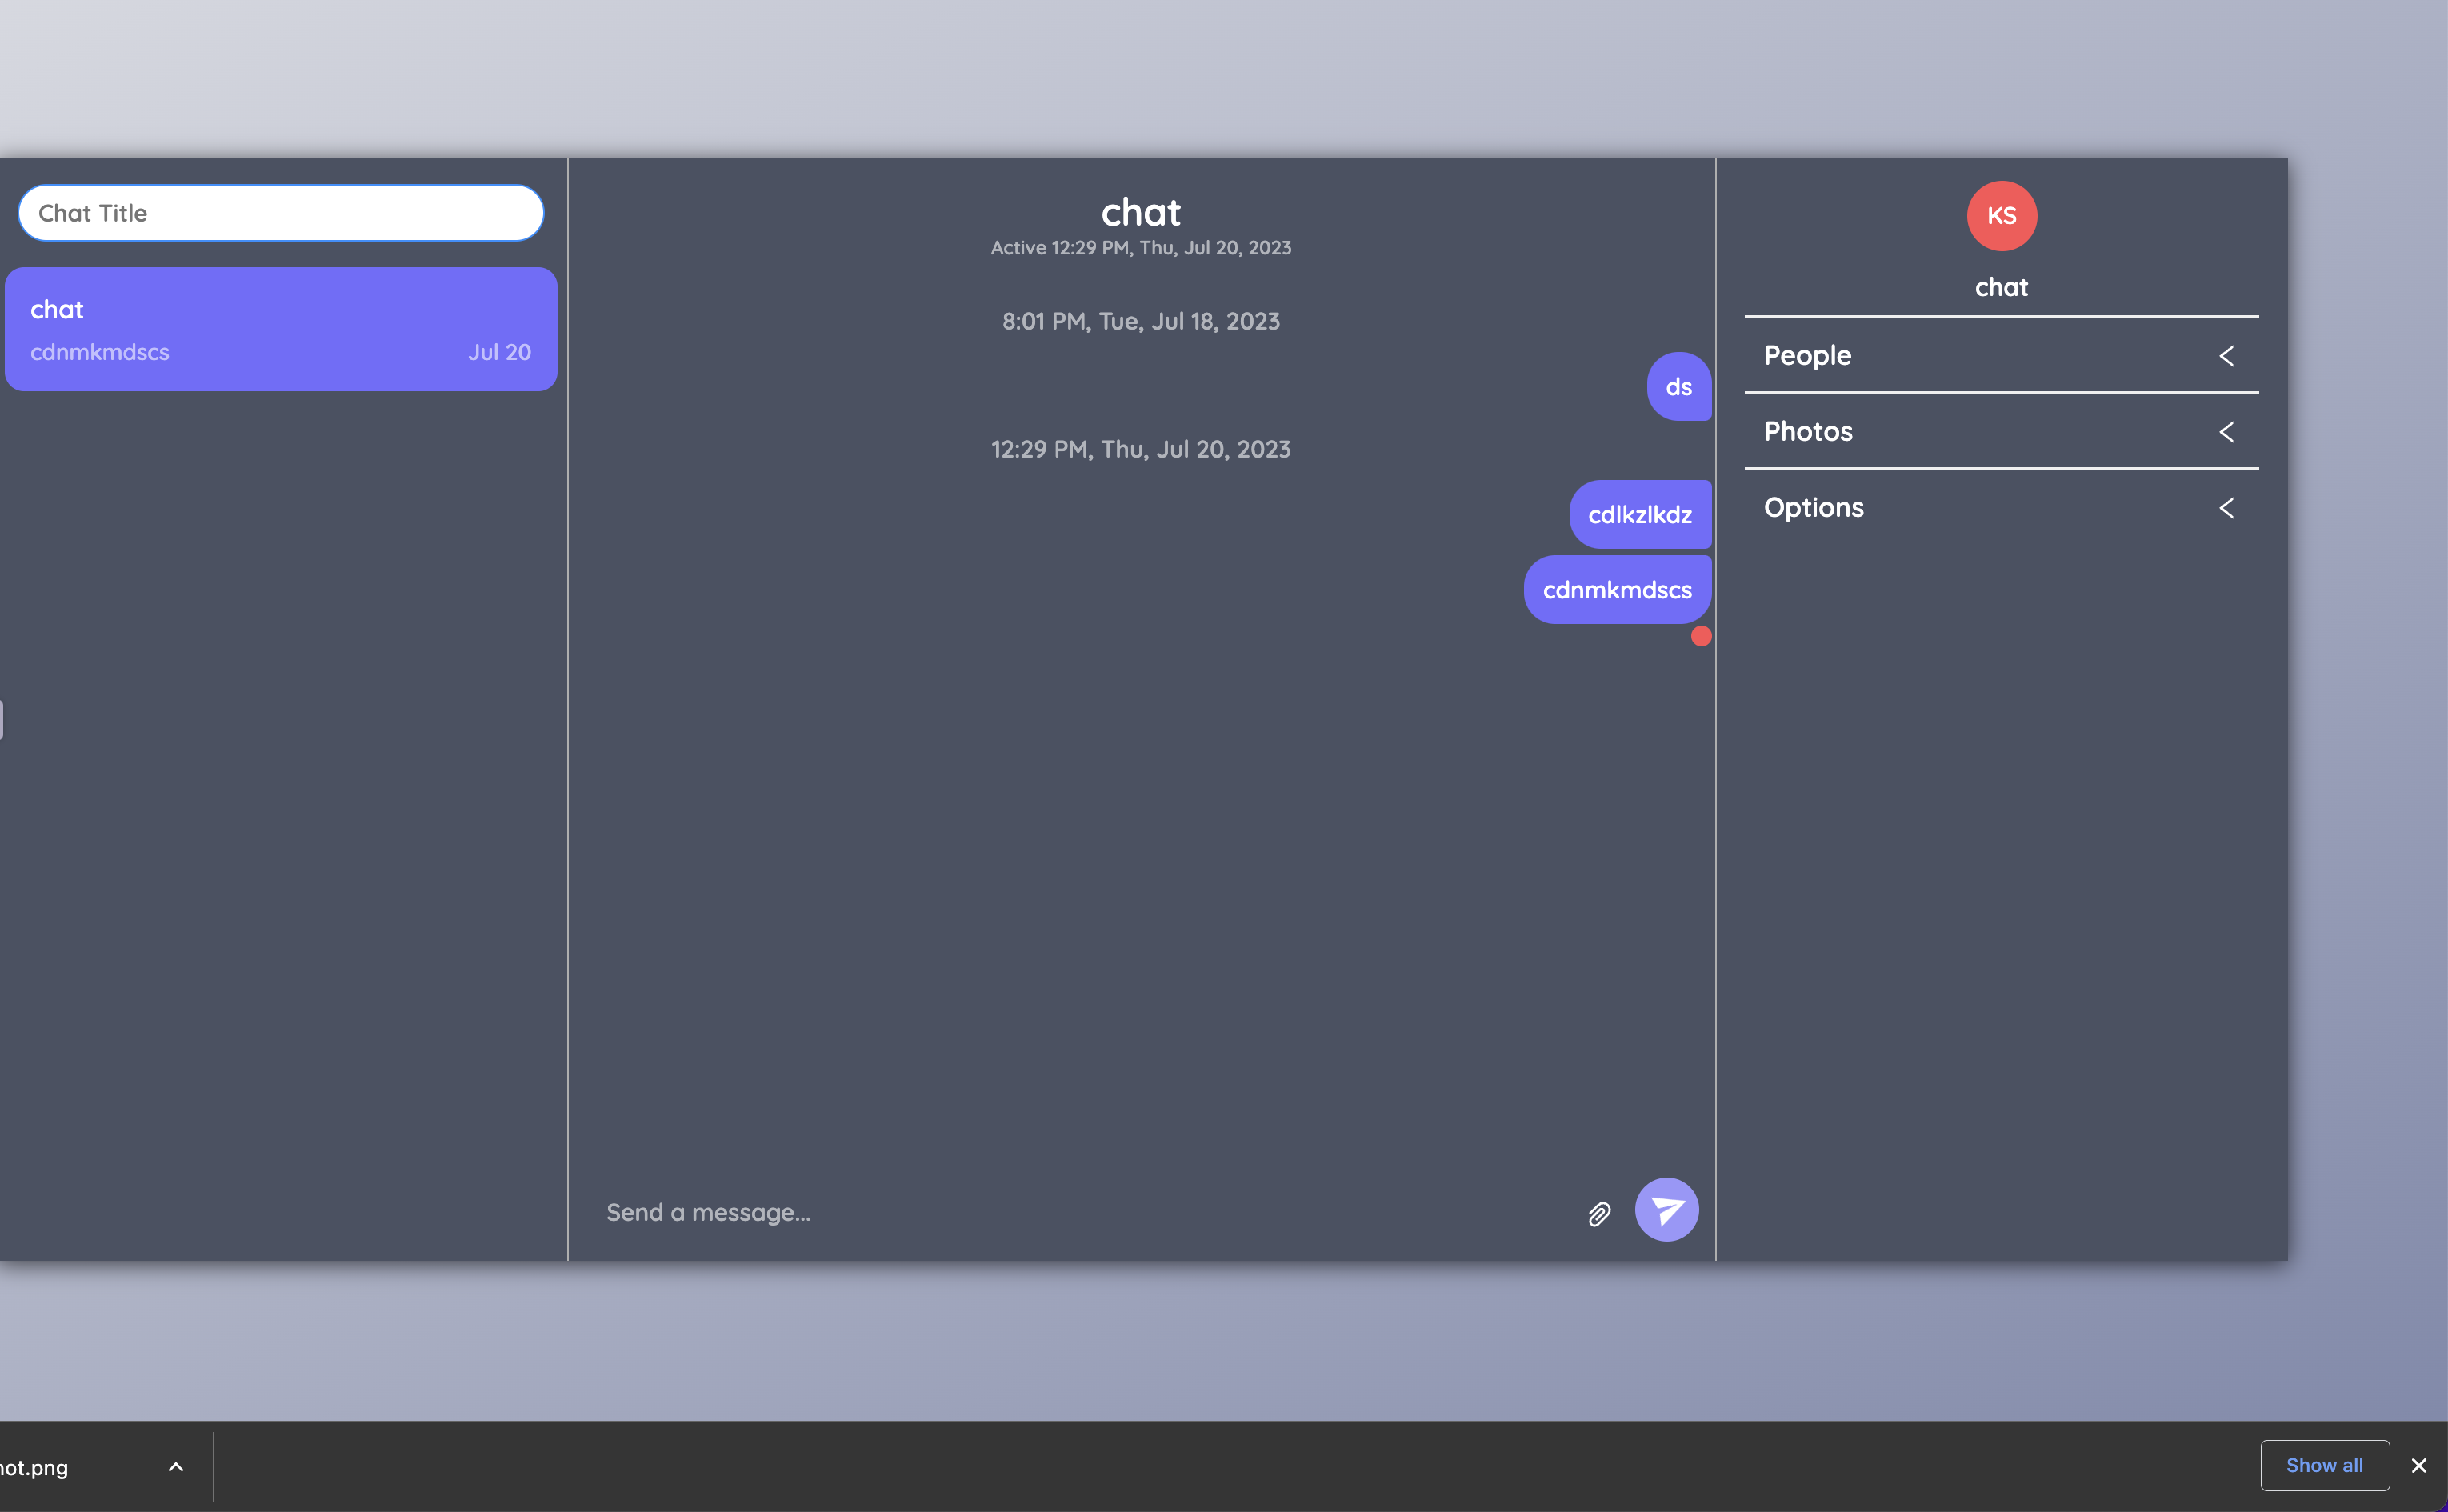 Chat Title
chat
cdnmkmdscs
Jul 20
chat
Active 12:29 PM, Thu, Jul 20, 2023
8:01 PM, Tue, Jul 18, 2023
ds
12:29 PM, Thu, Jul 20, 2023
cdlkzlkdz
cdnmkmdscs
Send a message...
KS
chat
People
Photos
Options
ot.png
Show all